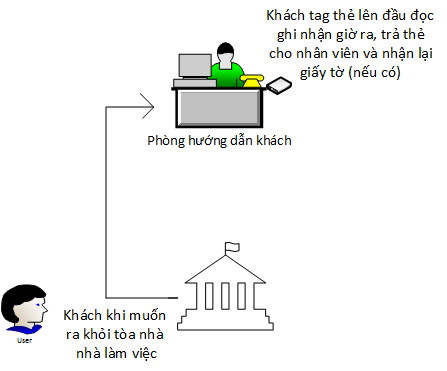 Khách tag thẻ lên đầu đọc
ghi nhận giờ ra, trả thẻ
cho nhân viên và nhận lại
giấy tờ (nếu có)
Phòng hướng dẫn khách
User
Khách khi muốn
ra khỏi tòa nhà
nhà làm việc